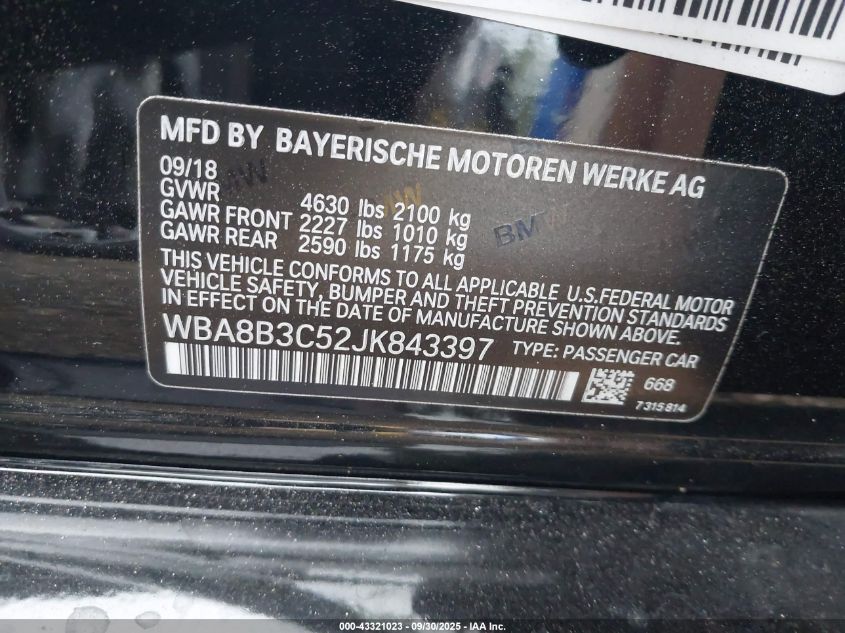 MFD BY BAYERISCHE MOTOREN WERKE AG
09/18
GVWR 4630 lbs 2100 kg
GAWR FRONT 2227 lbs 1010 kg
GAWR REAR 2590 lbs 1175 kg
BMW BMW BMW
THIS VEHICLE CONFORMS TO ALL APPLICABLE U.S.FEDERAL MOTOR
VEHICLE SAFETY, BUMPER AND THEFT PREVENTION STANDARDS
IN EFFECT ON THE DATE OF MANUFACTURE SHOWN ABOVE.
WBA8B3C52JK843397 TYPE: PASSENGER CAR
668
7315814
000-43321023 - 09/30/2025 - IAA Inc.